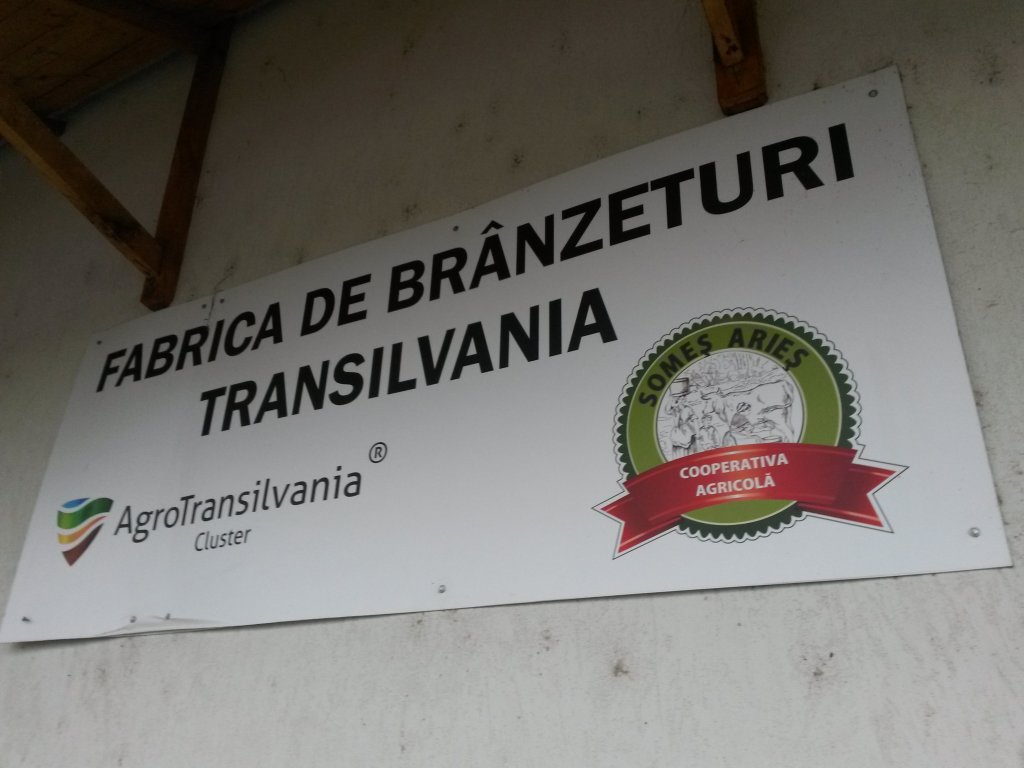 FABRICA DE BRÂNZETURI
TRANSILVANIA
AgroTransilvania ®
Cluster
SOMEȘ ARIEȘ
COOPERATIVA
AGRICOLĂ